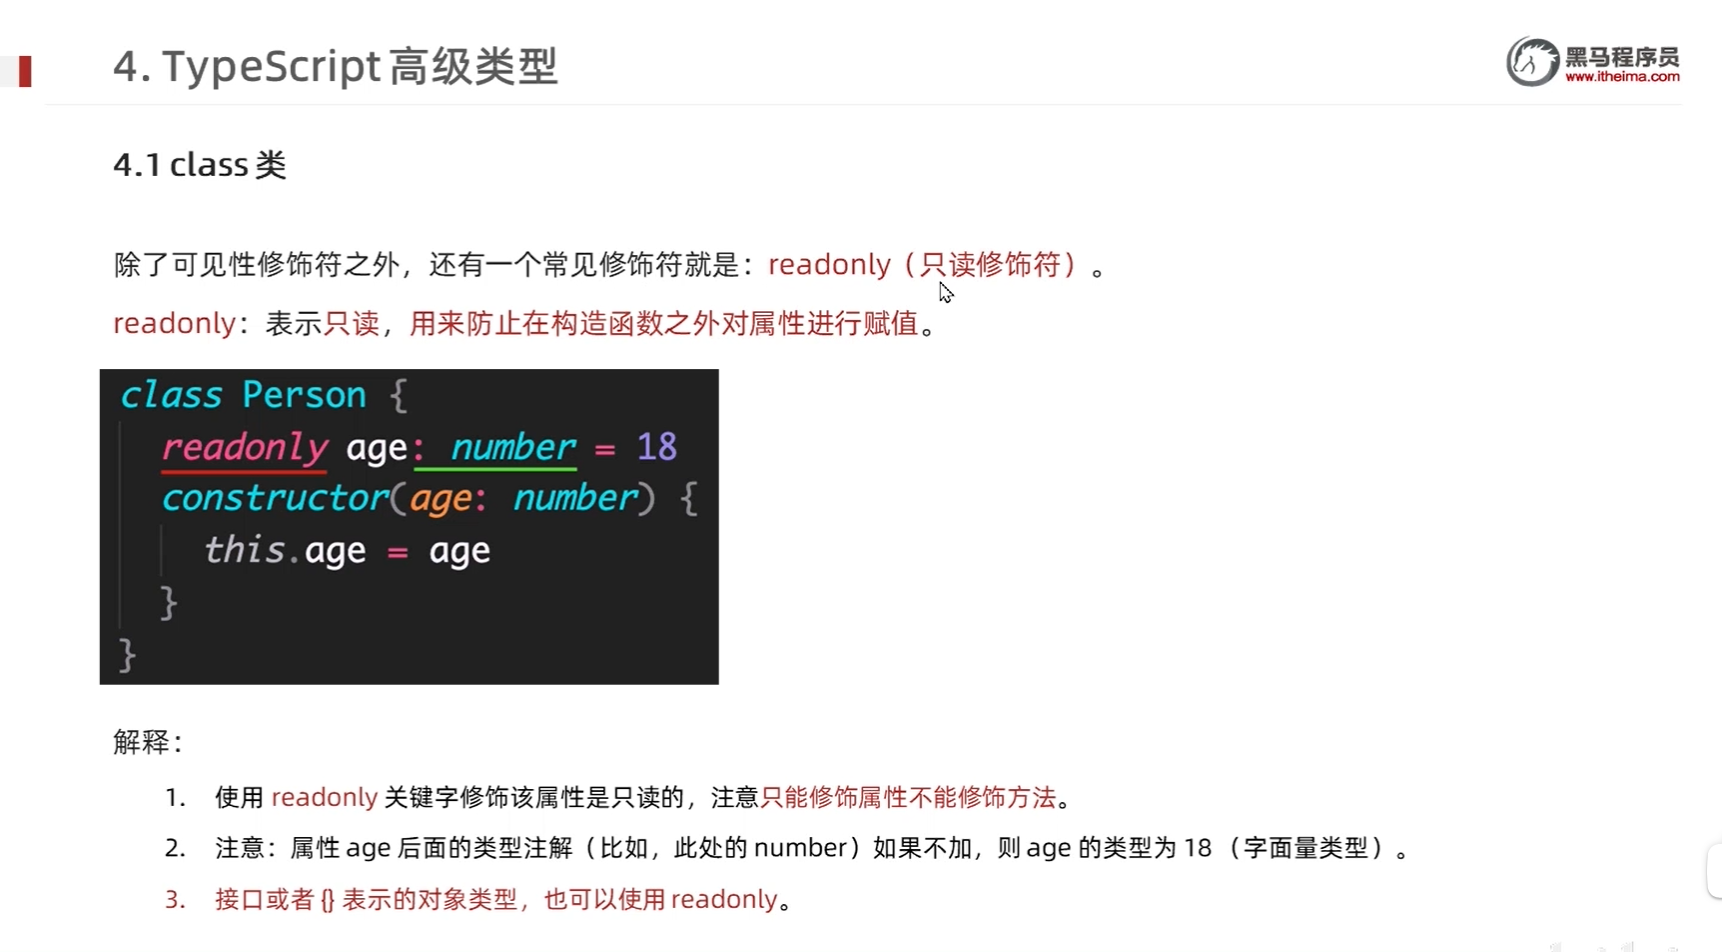 4. TypeScript 高级类型
黑马程序员
www.itheima.com
4.1 class 类
除了可见性修饰符之外，还有一个常见修饰符就是：readonly（只读修饰符）。
readonly：表示只读，用来防止在构造函数之外对属性进行赋值。
class Person {
readonly age: number = 18
constructor(age: number) {
this.age = age
}
}
解释：
1. 使用 readonly 关键字修饰该属性是只读的，注意只能修饰属性不能修饰方法。
2. 注意：属性 age 后面的类型注解（比如，此处的 number）如果不加，则 age 的类型为 18 （字面量类型）。
3. 接口或者 {} 表示的对象类型，也可以使用 readonly。